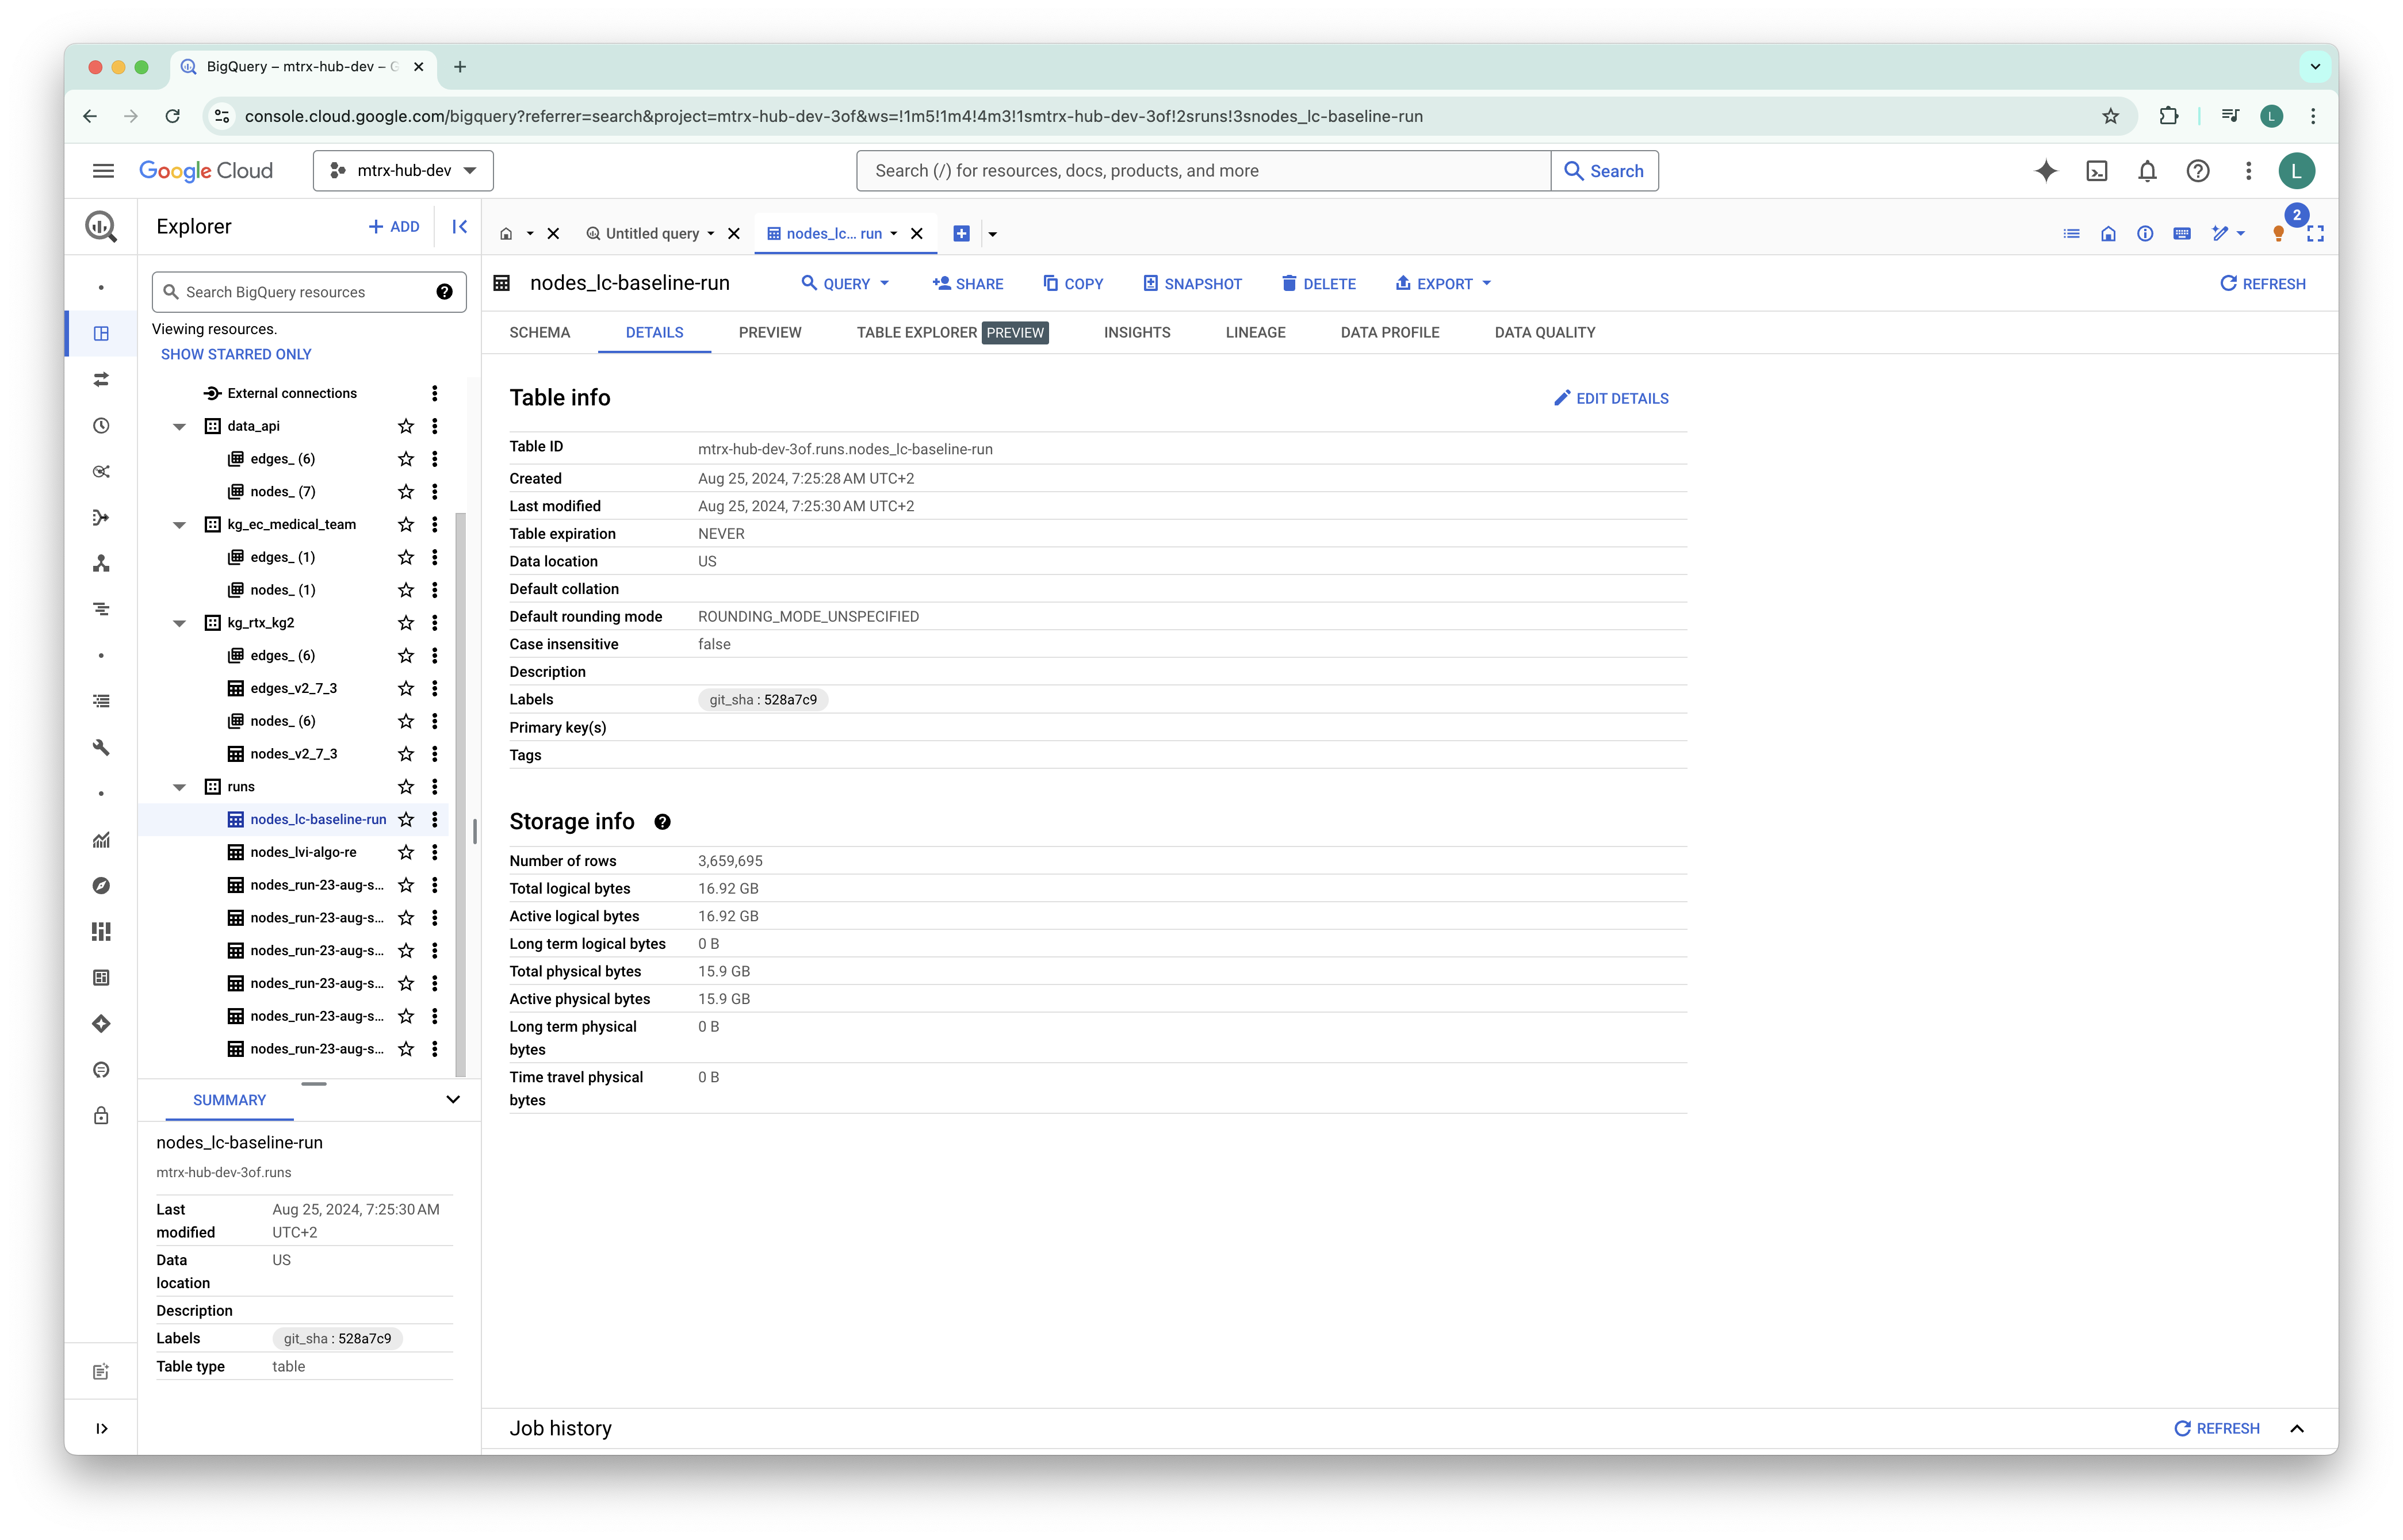 BigQuery – mtrx-hub-dev – G
console.cloud.google.com/bigquery?referrer=search&project=mtrx-hub-dev-3of&ws=!1m5!1m4!4m3!1smtrx-hub-dev-3of!2sruns!3snodes_lc-baseline-run
L
Google Cloud
mtrx-hub-dev
Search (/) for resources, docs, products, and more
Search
L
Explorer
ADD
Untitled query
nodes_lc... run
2
Search BigQuery resources
Viewing resources.
SHOW STARRED ONLY
External connections
data_api
edges_ (6)
nodes_ (7)
kg_ec_medical_team
edges_ (1)
nodes_ (1)
kg_rtx_kg2
edges_ (6)
edges_v2_7_3
nodes_ (6)
nodes_v2_7_3
runs
nodes_lc-baseline-run
nodes_lvi-algo-re
nodes_run-23-aug-s...
nodes_run-23-aug-s...
nodes_run-23-aug-s...
nodes_run-23-aug-s...
nodes_run-23-aug-s...
nodes_run-23-aug-s...
SUMMARY
nodes_lc-baseline-run
mtrx-hub-dev-3of.runs
Last modified Aug 25, 2024, 7:25:30 AM UTC+2
Data location US
Description
Labels git_sha : 528a7c9
Table type table
nodes_lc-baseline-run
QUERY
SHARE
COPY
SNAPSHOT
DELETE
EXPORT
REFRESH
SCHEMA
DETAILS
PREVIEW
TABLE EXPLORER PREVIEW
INSIGHTS
LINEAGE
DATA PROFILE
DATA QUALITY
Table info
EDIT DETAILS
Table ID mtrx-hub-dev-3of.runs.nodes_lc-baseline-run
Created Aug 25, 2024, 7:25:28 AM UTC+2
Last modified Aug 25, 2024, 7:25:30 AM UTC+2
Table expiration NEVER
Data location US
Default collation
Default rounding mode ROUNDING_MODE_UNSPECIFIED
Case insensitive false
Description
Labels git_sha : 528a7c9
Primary key(s)
Tags
Storage info
Number of rows 3,659,695
Total logical bytes 16.92 GB
Active logical bytes 16.92 GB
Long term logical bytes 0 B
Total physical bytes 15.9 GB
Active physical bytes 15.9 GB
Long term physical bytes 0 B
Time travel physical bytes 0 B
Job history
REFRESH